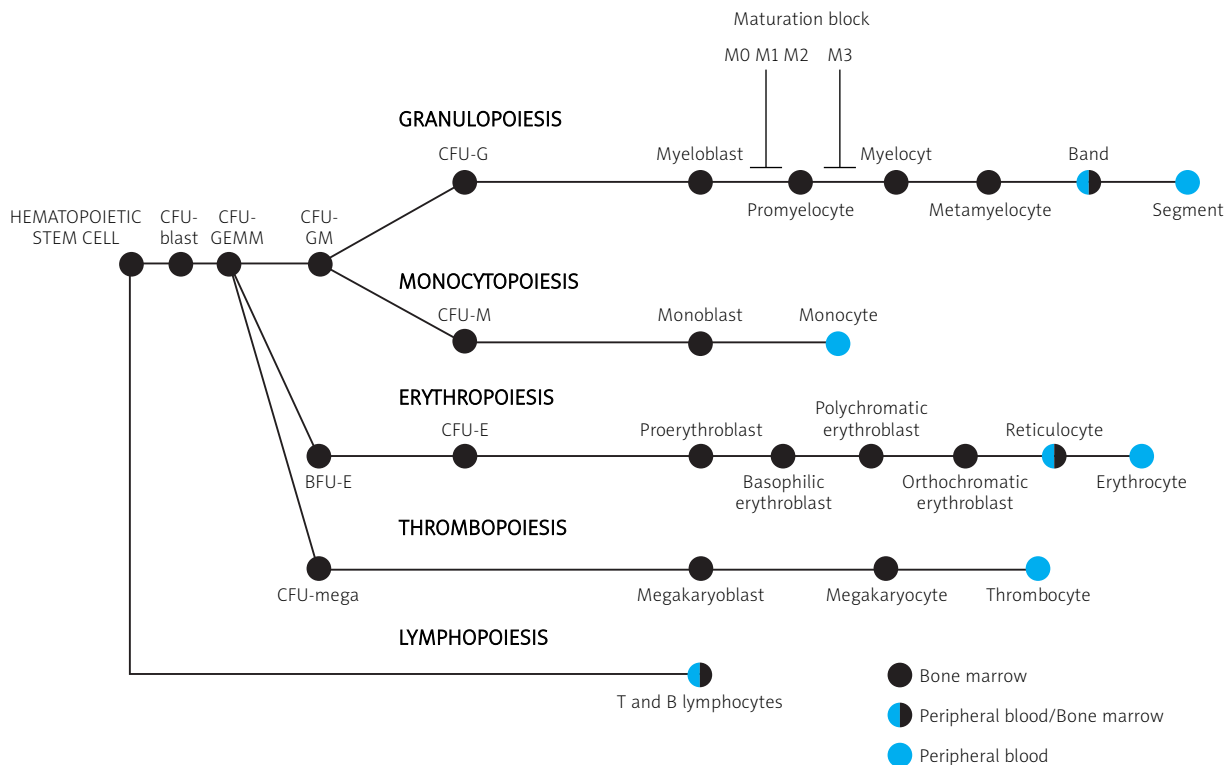 Maturation block
M0 M1 M2 M3
GRANULOPOIESIS
CFU-G
Myeloblast
Myelocyt
Band
Promyelocyte
Metamyelocyte
Segment
HEMATOPOIETIC
STEM CELL
CFU-
blast
CFU-
GEMM
CFU-
GM
MONOCYTOPOIESIS
CFU-M
Monoblast
Monocyte
ERYTHROPOIESIS
CFU-E
Proerythroblast
Polychromatic
erythroblast
Reticulocyte
BFU-E
Basophilic
erythroblast
Orthochromatic
erythroblast
Erythrocyte
THROMBOPOIESIS
CFU-mega
Megakaryoblast
Megakaryocyte
Thrombocyte
LYMPHOPOIESIS
T and B lymphocytes
Bone marrow
Peripheral blood/Bone marrow
Peripheral blood